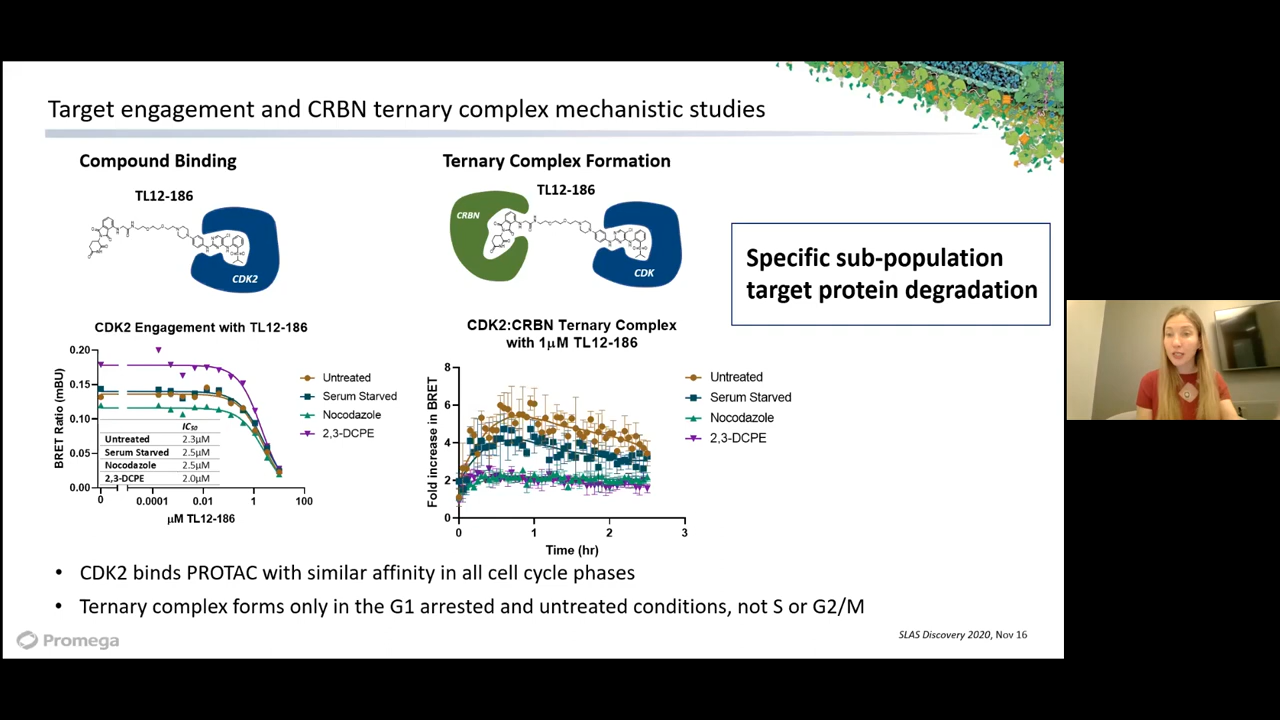 Target engagement and CRBN ternary complex mechanistic studies
Compound Binding
TL12-186
CDK2
CDK2 Engagement with TL12-186
BRET Ratio (mBU)
0.20
0.15
0.10
0.05
0.00
0
0.0001
0.01
1
100
µM TL12-186
IC50
Untreated 2.3µM
Serum Starved 2.5µM
Nocodazole 2.5µM
2,3-DCPE 2.0µM
Untreated
Serum Starved
Nocodazole
2,3-DCPE
Ternary Complex Formation
TL12-186
CRBN
CDK
CDK2:CRBN Ternary Complex
with 1µM TL12-186
Fold increase in BRET
8
6
4
2
0
0
1
2
3
Time (hr)
Untreated
Serum Starved
Nocodazole
2,3-DCPE
Specific sub-population
target protein degradation
• CDK2 binds PROTAC with similar affinity in all cell cycle phases
• Ternary complex forms only in the G1 arrested and untreated conditions, not S or G2/M
Promega
SLAS Discovery 2020, Nov 16